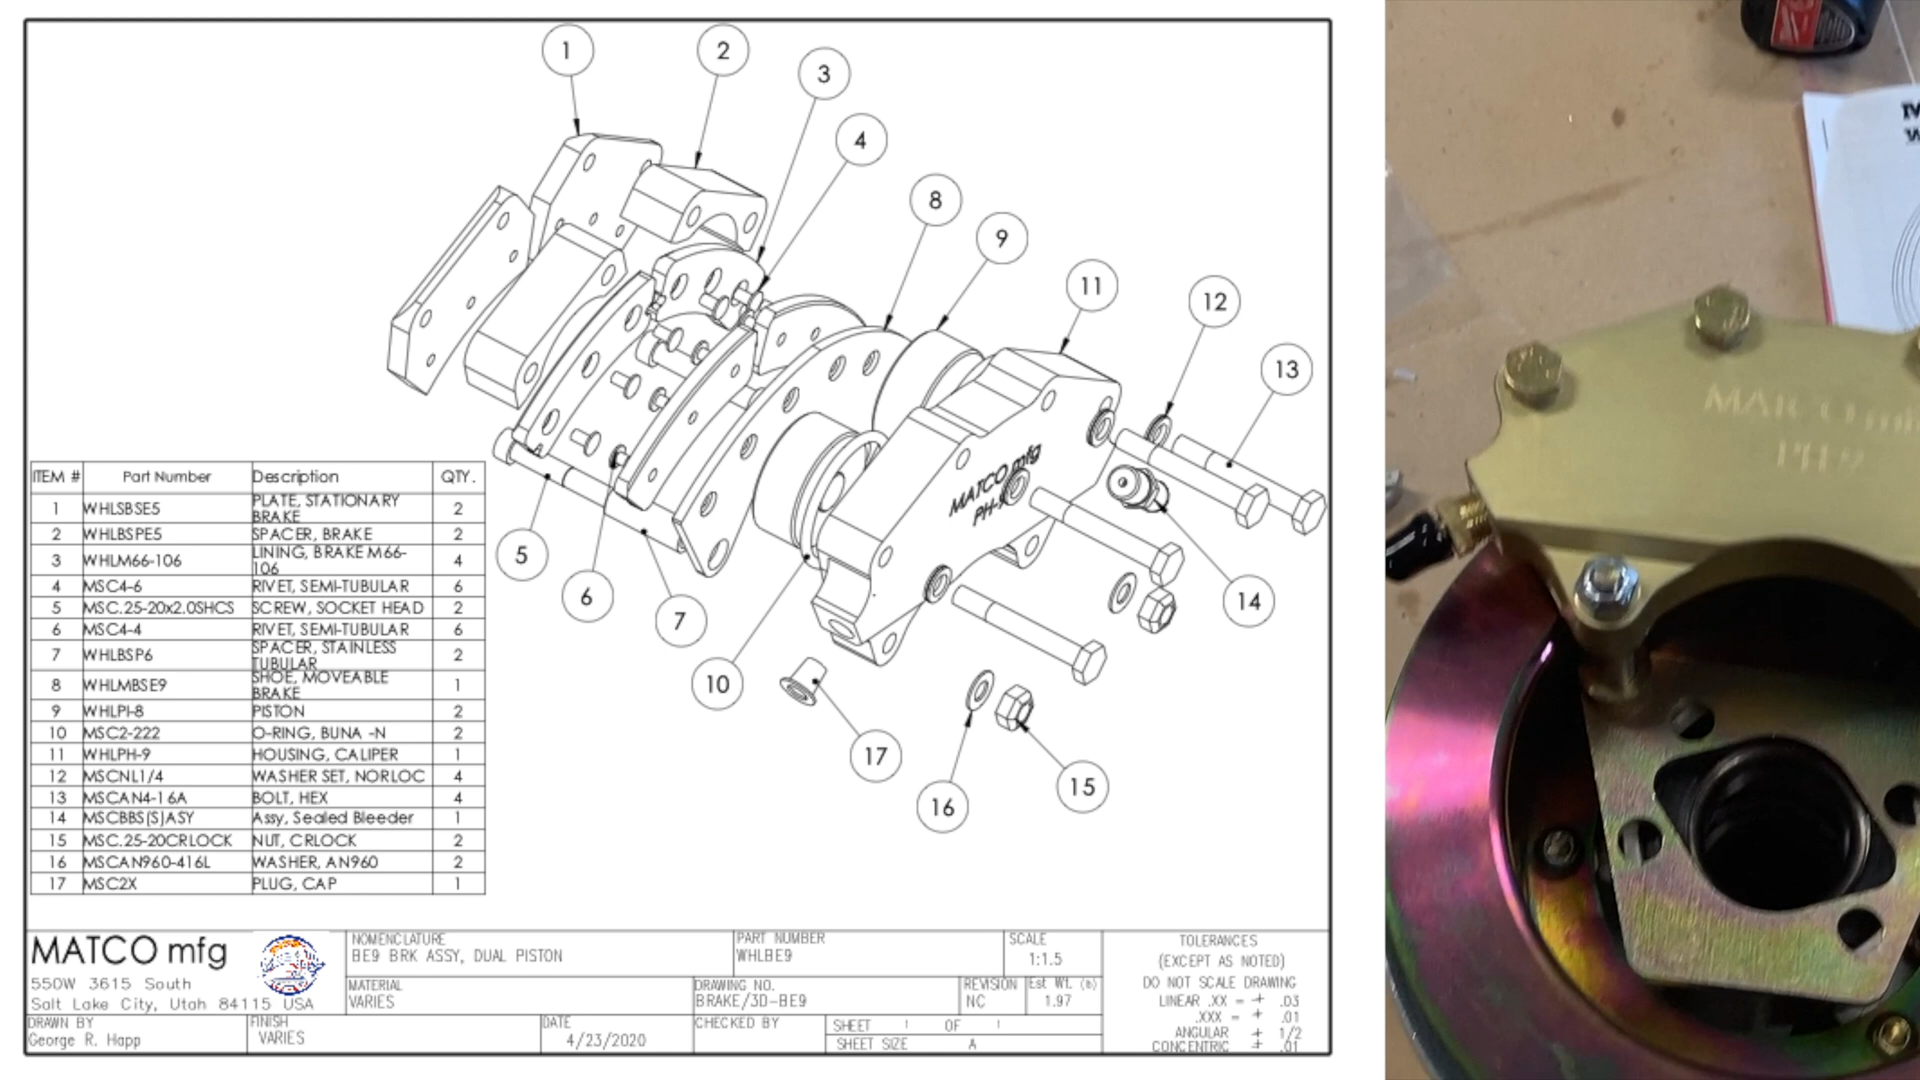 1
2
3
4
8
9
11
12
13
5
6
7
10
14
17
16
15
MATCO mfg
PH-9
ITEM # Part Number Description QTY.
1 WHLSBSE5 PLATE, STATIONARY BRAKE 2
2 WHLBSPE5 SPACER, BRAKE 2
3 WHLM66-106 LINING, BRAKE M66-106 4
4 MSC4-6 RIVET, SEMI-TUBULAR 6
5 MSC.25-20x2.0SHCS SCREW, SOCKET HEAD 2
6 MSC4-4 RIVET, SEMI-TUBULAR 6
7 WHLBSP6 SPACER, STAINLESS TUBULAR 2
8 WHLMBSE9 SHOE, MOVEABLE BRAKE 1
9 WHLPI-8 PISTON 2
10 MSC2-222 O-RING, BUNA -N 2
11 WHLPH-9 HOUSING, CALIPER 1
12 MSCNL1/4 WASHER SET, NORLOC 4
13 MSCAN4-16A BOLT, HEX 4
14 MSCBBS(S)ASY Assy, Sealed Bleeder 1
15 MSC.25-20CRLOCK NUT, CRLOCK 2
16 MSCAN960-416L WASHER, AN960 2
17 MSC2X PLUG, CAP 1
MATCO mfg
550W 3615 South
Salt Lake City, Utah 84115 USA
DRAWN BY
George R. Happ
NOMENCLATURE
BE9 BRK ASSY, DUAL PISTON
MATERIAL
VARIES
FINISH
VARIES
DATE
4/23/2020
PART NUMBER
WHLBE9
DRAWING NO.
BRAKE/3D-BE9
CHECKED BY
SCALE
1:1.5
REVISION
NC
Est Wt. (lb)
1.97
SHEET 1 OF 1
SHEET SIZE A
TOLERANCES
(EXCEPT AS NOTED)
DO NOT SCALE DRAWING
LINEAR .XX = + .03
.XXX = + .01
ANGULAR + 1/2
CONCENTRIC + .01
MATCO
PH-9